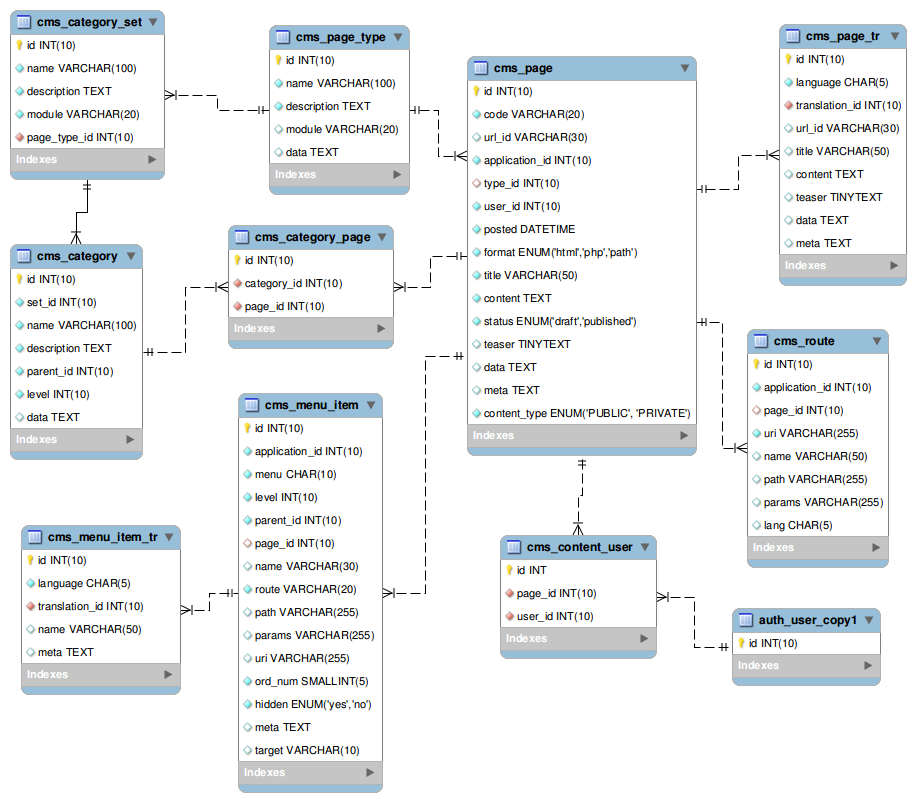 cms_category_set
id INT(10)
name VARCHAR(100)
description TEXT
module VARCHAR(20)
page_type_id INT(10)
Indexes
cms_page_type
id INT(10)
name VARCHAR(100)
description TEXT
module VARCHAR(20)
data TEXT
Indexes
cms_page
id INT(10)
code VARCHAR(20)
url_id VARCHAR(30)
application_id INT(10)
type_id INT(10)
user_id INT(10)
posted DATETIME
format ENUM('html','php','path')
title VARCHAR(50)
content TEXT
status ENUM('draft','published')
teaser TINYTEXT
data TEXT
meta TEXT
content_type ENUM('PUBLIC', 'PRIVATE')
Indexes
cms_page_tr
id INT(10)
language CHAR(5)
translation_id INT(10)
url_id VARCHAR(30)
title VARCHAR(50)
content TEXT
teaser TINYTEXT
data TEXT
meta TEXT
Indexes
cms_category
id INT(10)
set_id INT(10)
name VARCHAR(100)
description TEXT
parent_id INT(10)
level INT(10)
data TEXT
Indexes
cms_category_page
id INT(10)
category_id INT(10)
page_id INT(10)
Indexes
cms_route
id INT(10)
application_id INT(10)
page_id INT(10)
uri VARCHAR(255)
name VARCHAR(50)
path VARCHAR(255)
params VARCHAR(255)
lang CHAR(5)
Indexes
cms_menu_item
id INT(10)
application_id INT(10)
menu CHAR(10)
level INT(10)
parent_id INT(10)
page_id INT(10)
name VARCHAR(30)
route VARCHAR(20)
path VARCHAR(255)
params VARCHAR(255)
uri VARCHAR(255)
ord_num SMALLINT(5)
hidden ENUM('yes','no')
meta TEXT
target VARCHAR(10)
Indexes
cms_menu_item_tr
id INT(10)
language CHAR(5)
translation_id INT(10)
name VARCHAR(50)
meta TEXT
Indexes
cms_content_user
id INT
page_id INT(10)
user_id INT(10)
Indexes
auth_user_copy1
id INT(10)
Indexes